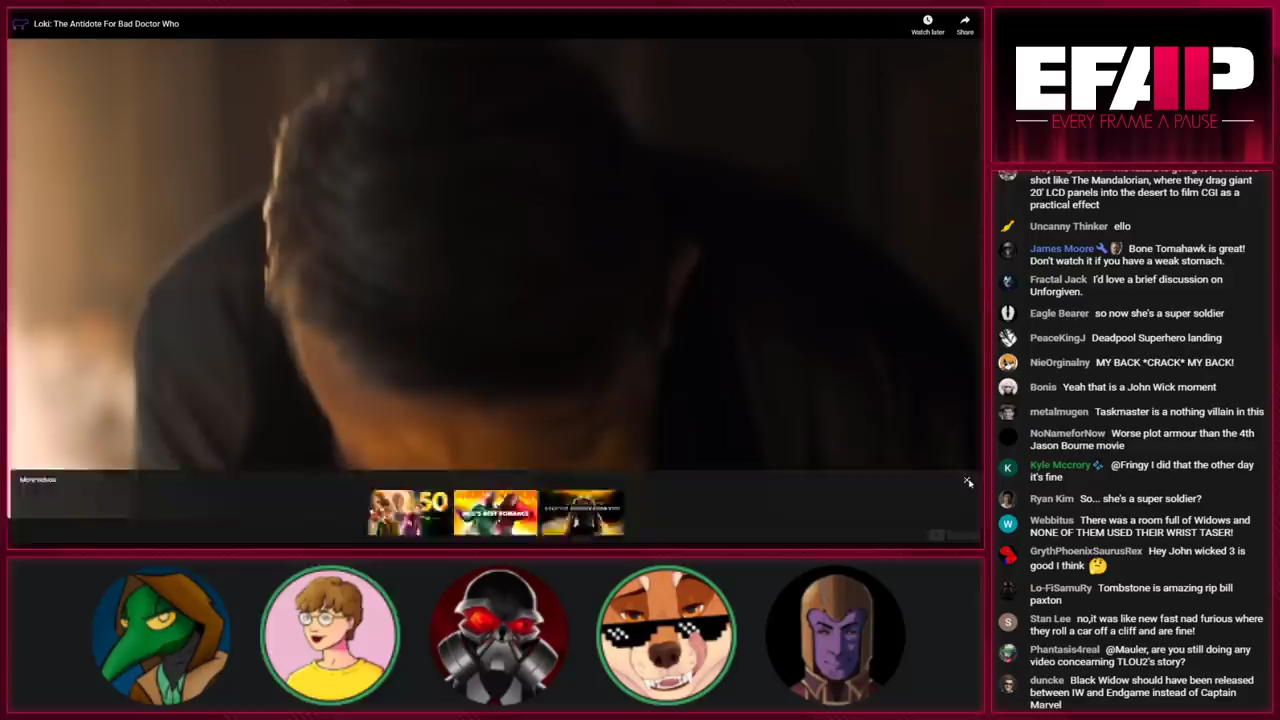 Loki: The Antidote For Bad Doctor Who
Watch later
Share
More videos
50
EFAP
EVERY FRAME A PAUSE
shot like The Mandalorian, where they drag giant
20' LCD panels into the desert to film CGI as a
practical effect
Uncanny Thinker ello
James Moore Bone Tomahawk is great!
Don't watch it if you have a weak stomach.
Fractal Jack I'd love a brief discussion on
Unforgiven.
Eagle Bearer so now she's a super soldier
PeaceKingJ Deadpool Superhero landing
NieOrginalny MY BACK *CRACK* MY BACK!
Bonis Yeah that is a John Wick moment
metalmugen Taskmaster is a nothing villain in this
NoNameforNow Worse plot armour than the 4th
Jason Bourne movie
K
Kyle Mccrory @Fringy I did that the other day
it's fine
Ryan Kim So... she's a super soldier?
W
Webbitus There was a room full of Widows and
NONE OF THEM USED THEIR WRIST TASER!
GrythPhoenixSaurusRex Hey John wicked 3 is
good I think
Lo-FiSamuRy Tombstone is amazing rip bill
paxton
S
Stan Lee no,it was like new fast nad furious where
they roll a car off a cliff and are fine!
Phantasis4real @Mauler, are you still doing any
video concearning TLOU2's story?
duncke Black Widow should have been released
between IW and Endgame instead of Captain
Marvel